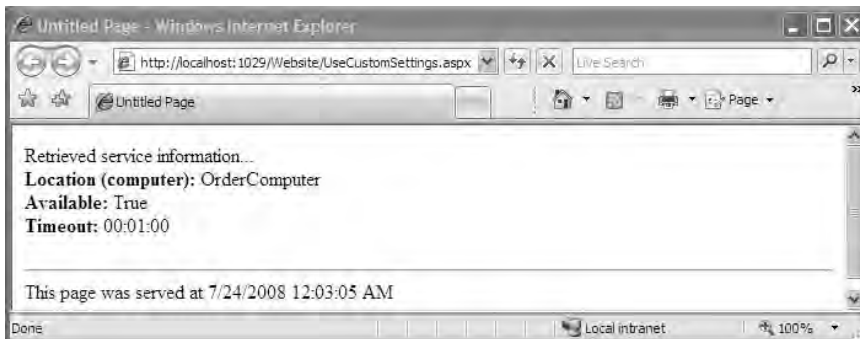 Untitled Page - Windows Internet Explorer
http://localhost:1029/Website/UseCustomSettings.aspx
Live Search
Untitled Page
Page
Retrieved service information...
Location (computer): OrderComputer
Available: True
Timeout: 00:01:00
This page was served at 7/24/2008 12:03:05 AM
Done
Local intranet
100%